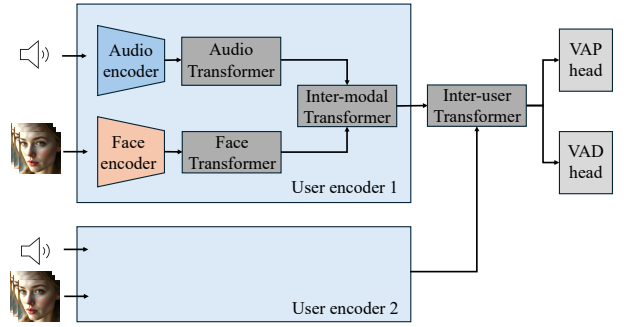 Audio
encoder
Audio
Transformer
Inter-modal
Transformer
Face
encoder
Face
Transformer
User encoder 1
Inter-user
Transformer
VAP
head
VAD
head
User encoder 2